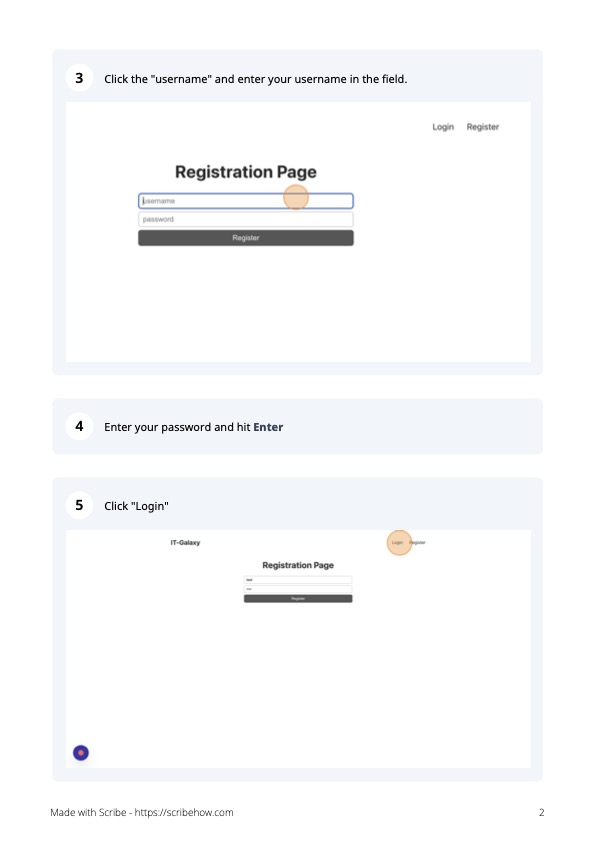 3
Click the "username" and enter your username in the field.
Login Register
Registration Page
username
password
Register
4
Enter your password and hit Enter
5
Click "Login"
IT-Galaxy
Login Register
Registration Page
Register
Made with Scribe - https://scribehow.com
2